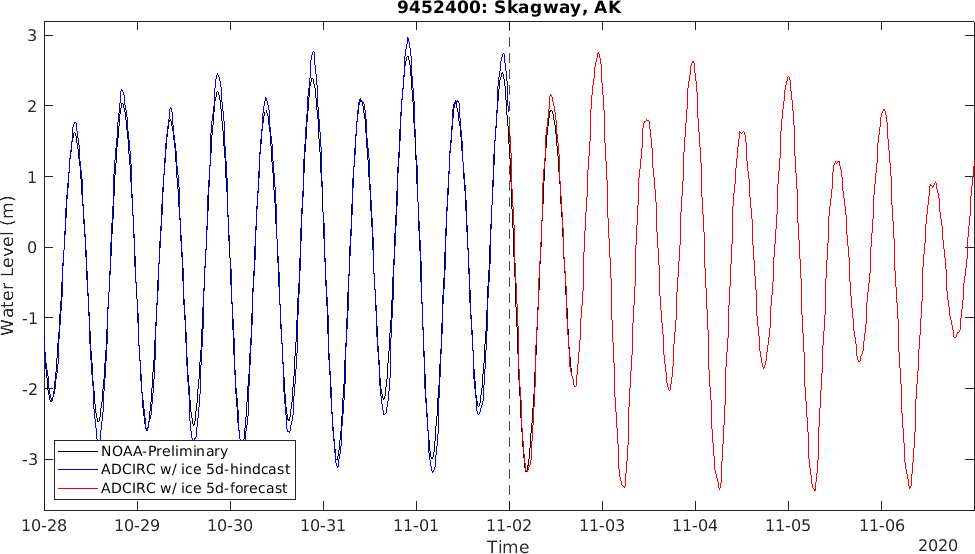 9452400: Skagway, AK
3
2
1
0
-1
-2
-3
Water Level (m)
NOAA-Preliminary
ADCIRC w/ ice 5d-hindcast
ADCIRC w/ ice 5d-forecast
10-28 10-29 10-30 10-31 11-01 11-02 11-03 11-04 11-05 11-06
Time
2020